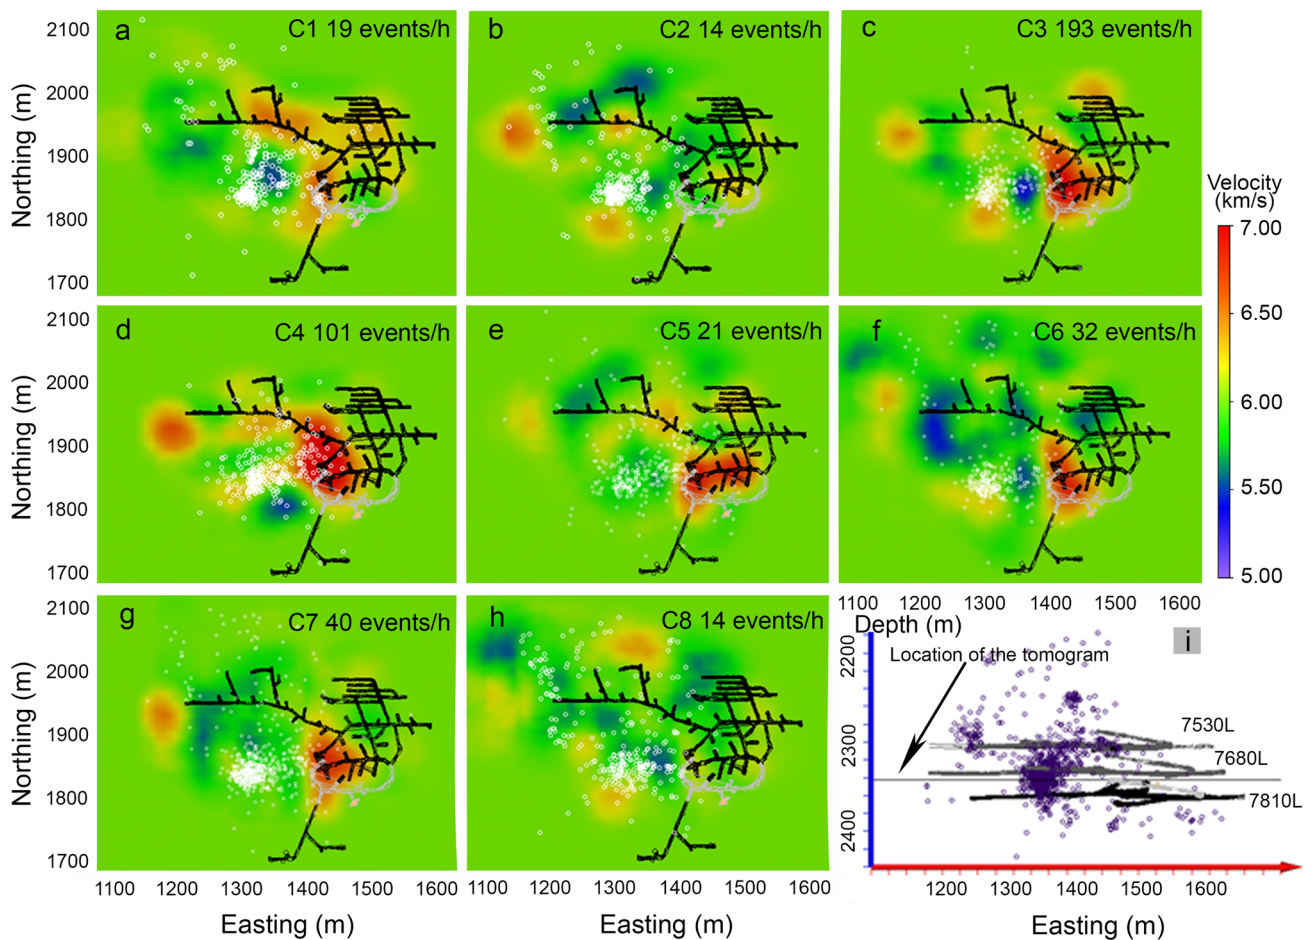 a C1 19 events/h
b C2 14 events/h
c C3 193 events/h
2100
2000
1900
1800
1700
Northing (m)
Velocity
(km/s)
7.00
6.50
6.00
5.50
5.00
d C4 101 events/h
e C5 21 events/h
f C6 32 events/h
2100
2000
1900
1800
1700
Northing (m)
1100 1200 1300 1400 1500 1600
g C7 40 events/h
h C8 14 events/h
2100
2000
1900
1800
1700
Northing (m)
1100 1200 1300 1400 1500 1600
Easting (m)
1100 1200 1300 1400 1500 1600
Easting (m)
Depth (m)
i
Location of the tomogram
2200
2300
2400
7530L
7680L
7810L
1200 1300 1400 1500 1600
Easting (m)